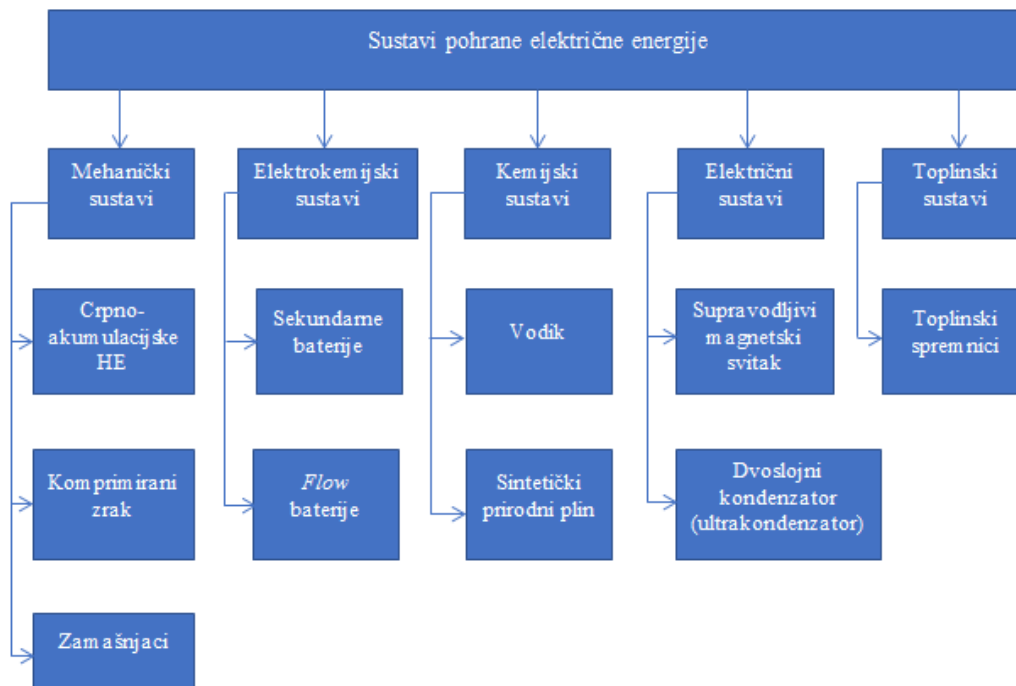 Sustavi pohrane električne energije
Mehanički
sustavi
Elektrokemijski
sustavi
Kemijski
sustavi
Električni
sustavi
Toplinski
sustavi
Crpno-
akumulacijske
HE
Sekundarne
baterije
Vodik
Supravodljivi
magnetski
svitak
Toplinski
spremnici
Komprimirani
zrak
Flow
baterije
Sintetički
prirodni plin
Dvoslojni
kondenzator
(ultrakondenzator)
Zamašnjaci